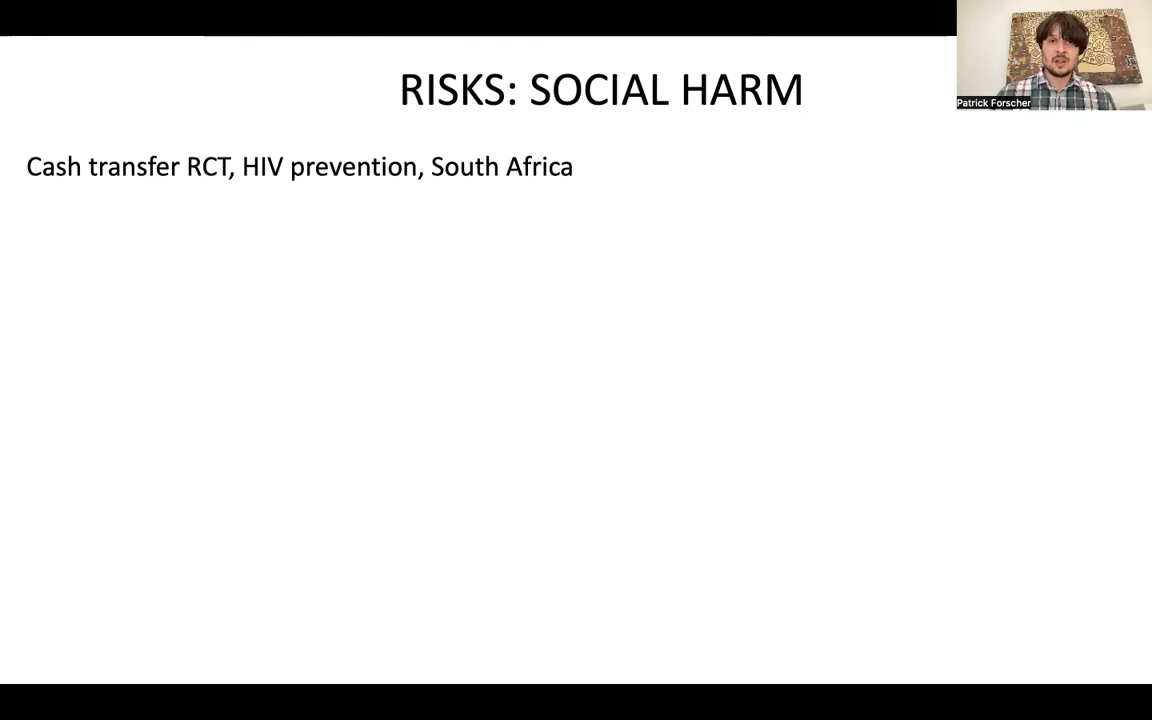 RISKS: SOCIAL HARM
Patrick Forscher
Cash transfer RCT, HIV prevention, South Africa